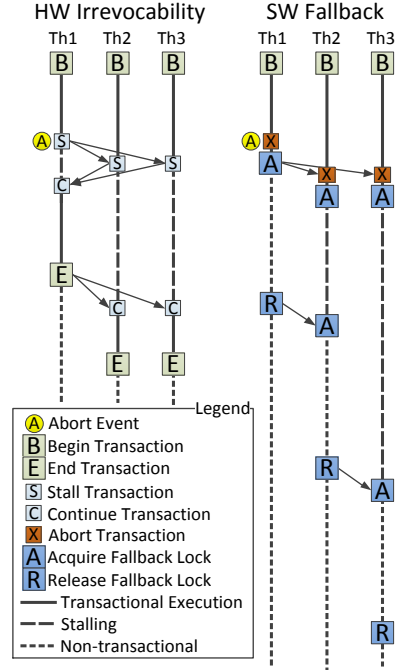 HW Irrevocability SW Fallback
Th1 Th2 Th3 Th1 Th2 Th3
B B B B B B
A S A X
S S A X X
C A A
E R
C C A
E E
Legend
A Abort Event
B Begin Transaction
E End Transaction
S Stall Transaction
C Continue Transaction
X Abort Transaction
A Acquire Fallback Lock
R Release Fallback Lock
Transactional Execution
Stalling
Non-transactional
R A
R